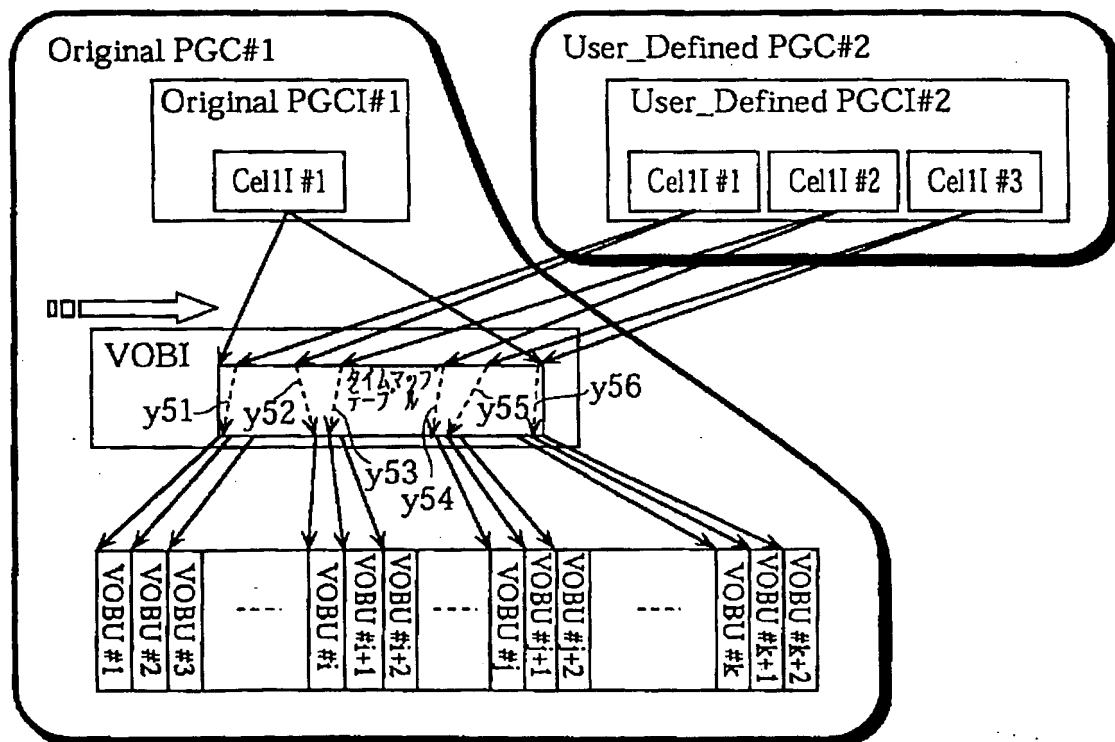 Original PGC#1
User_Defined PGC#2
Original PGCI#1
User_Defined PGCI#2
CellI #1
CellI #1
CellI #2
CellI #3
VOBI
タイムマップ
テーブル
y51
y52
y53
y54
y55
y56
VOBU #1
VOBU #2
VOBU #3
VOBU #i
VOBU #i+1
VOBU #i+2
VOBU #j
VOBU #j+1
VOBU #j+2
VOBU #k
VOBU #k+1
VOBU #k+2